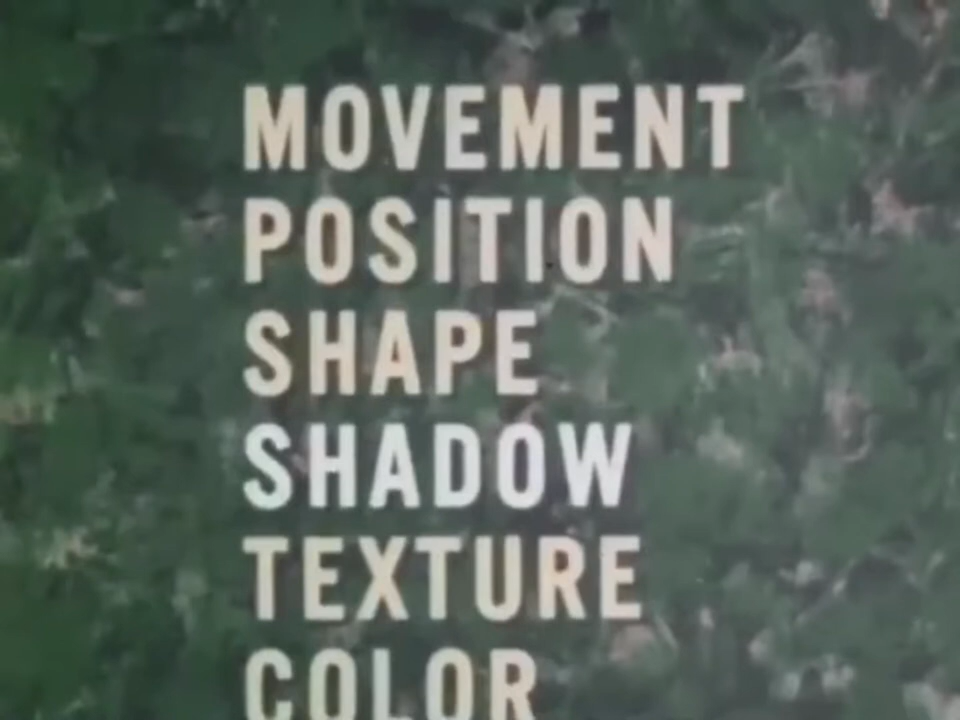 MOVEMENT
POSITION
SHAPE
SHADOW
TEXTURE
COLOR